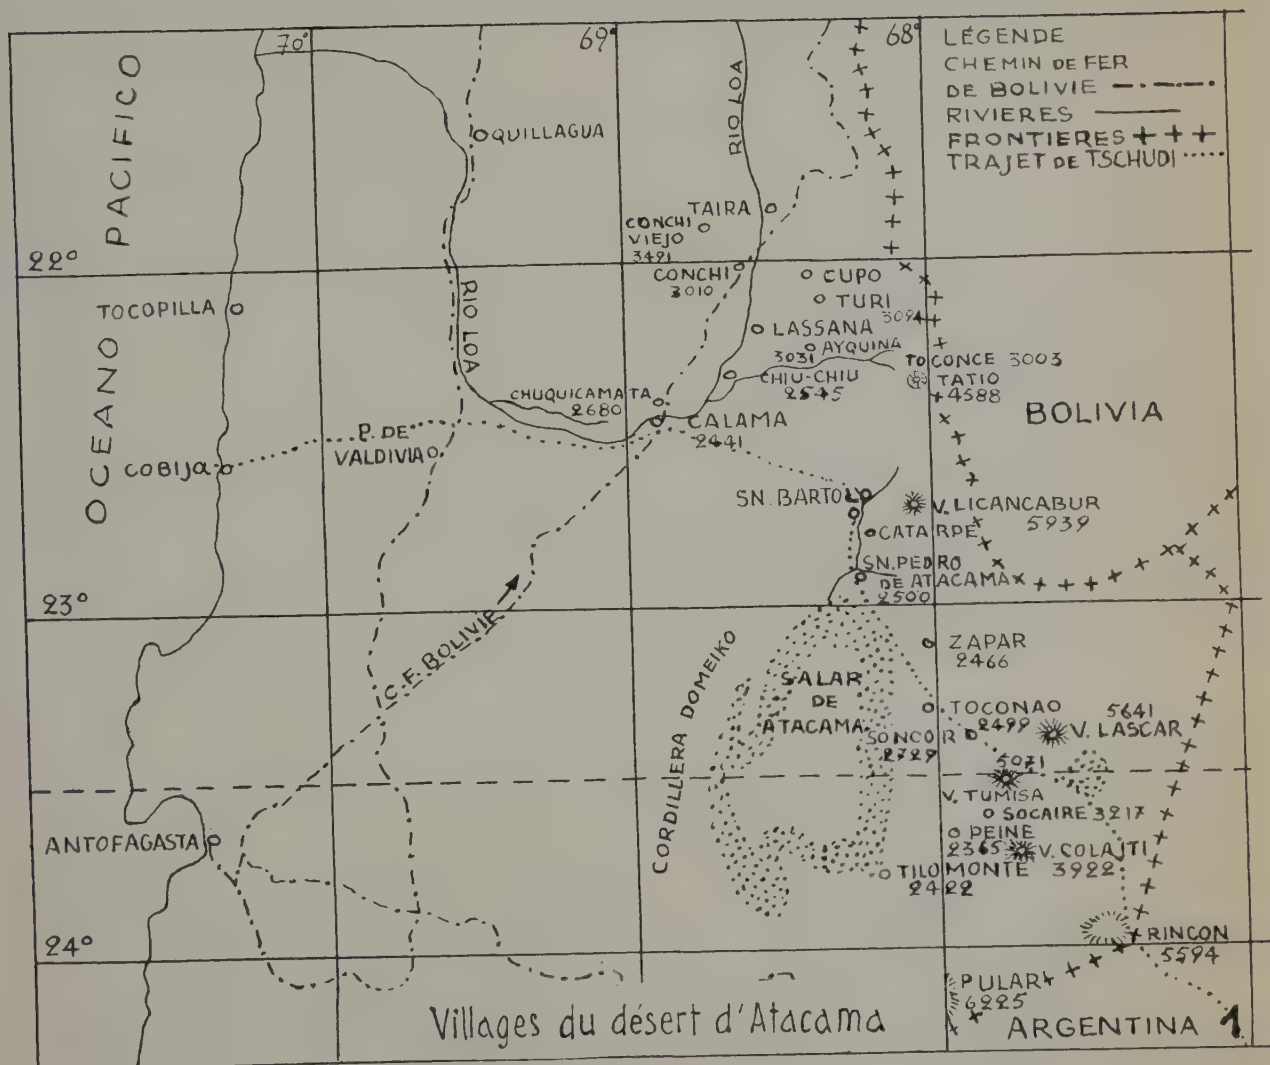 70°
69°
68°
LÉGENDE
CHEMIN DE FER
DE BOLIVIE
RIVIERES
FRONTIERES
TRAJET DE TSCHUDI
OCEANO PACIFICO
QUILLAGUA
RIO LOA
TAIRA
CONCHI
VIEJO
3491
22°
CONCHI
3010
CUPO
TURI
3094
TOCOPILLA
RIO LOA
LASSANA
AYQUINA
3031
CHIU-CHIU
2545
TOCONCE 3003
TATIO
4588
CHUQUICAMATA
2680
CALAMA
2441
BOLIVIA
P. DE
VALDIVIA
COBIJA
SN. BARTOL
V. LICANCABUR
5939
CATARPE
SN. PEDRO
DE ATACAMA
2500
23°
C.F. BOLIVIE
CORDILLERA DOMEIKO
ZAPAR
2466
SALAR
DE
ATACAMA
TOCONAO
2499
5641
V. LASCAR
SONCOR
2729
5071
V. TUMISA
SOCAIRE 3217
ANTOFAGASTA
PEINE
2365
V. COLAJTI
3922
TILOMONTE
2422
24°
RINCON
5594
PULAR
6225
Villages du désert d'Atacama
ARGENTINA
1